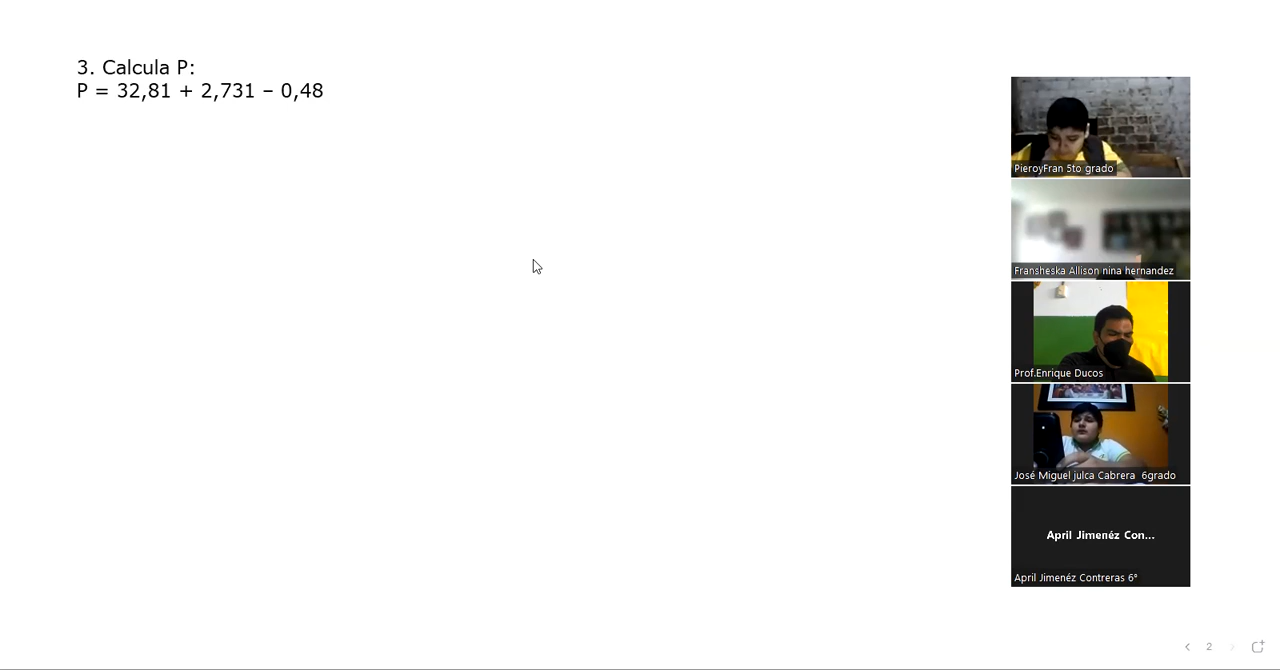 3. Calcula P:
P = 32,81 + 2,731 – 0,48
PieroyFran 5to grado
Fransheska Allison nina hernandez
Prof.Enrique Ducos
José Miguel julca Cabrera  6grado
April Jimenéz Con...
April Jimenéz Contreras 6°
2